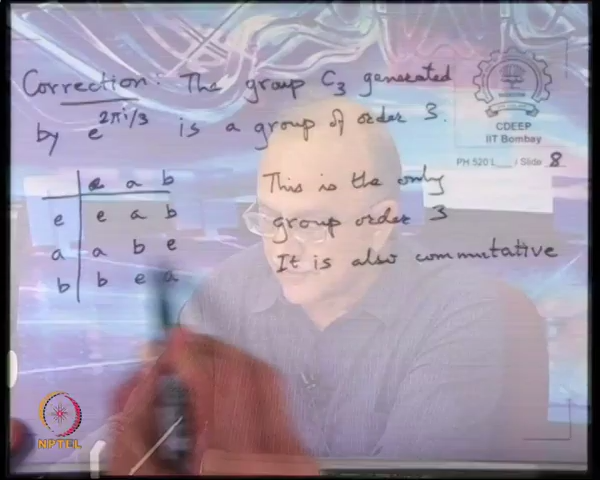 Correction: The group C₃ generated
by e^{2πi/3} is a group of order 3.
e a b
e e a b
a a b e
b b e a
This is the only
group order 3
It is also commutative
CDEEP
IIT Bombay
PH 520 L___ / Slide 8
NPTEL